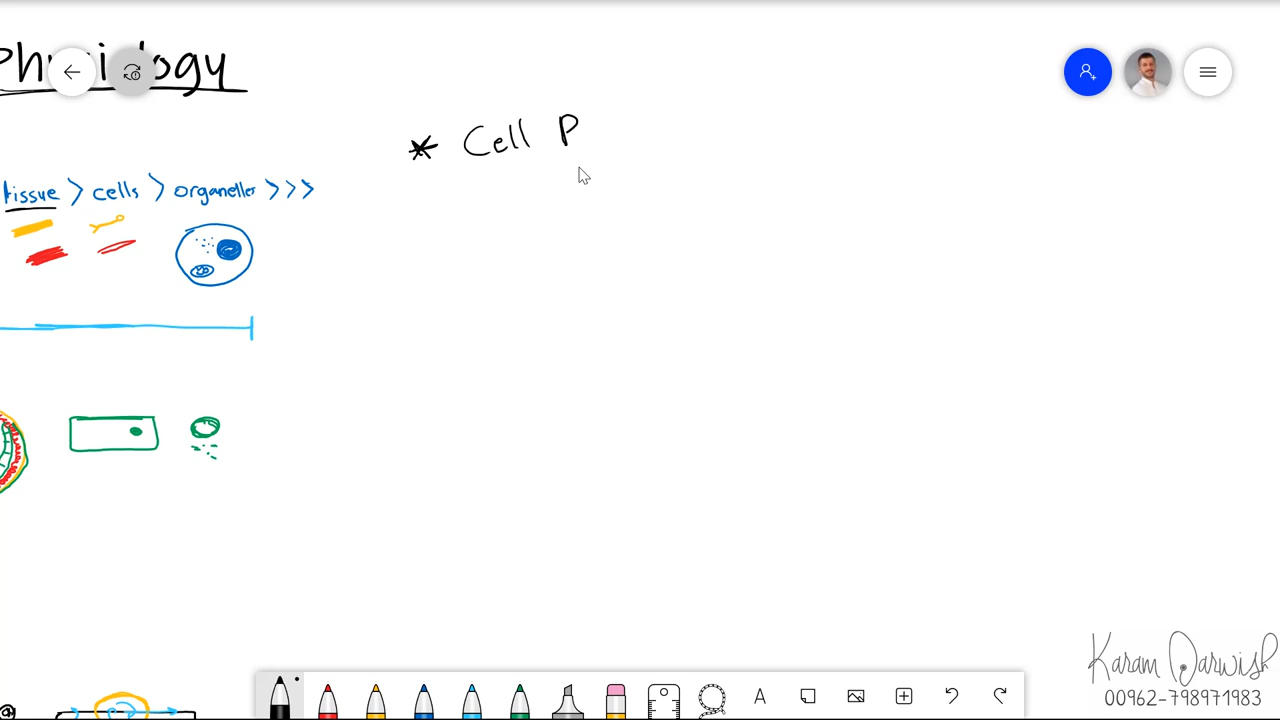 Physiology
* Cell P
tissue > cells > organelles >>>
A
@
Karam Darwish
00962-798971983